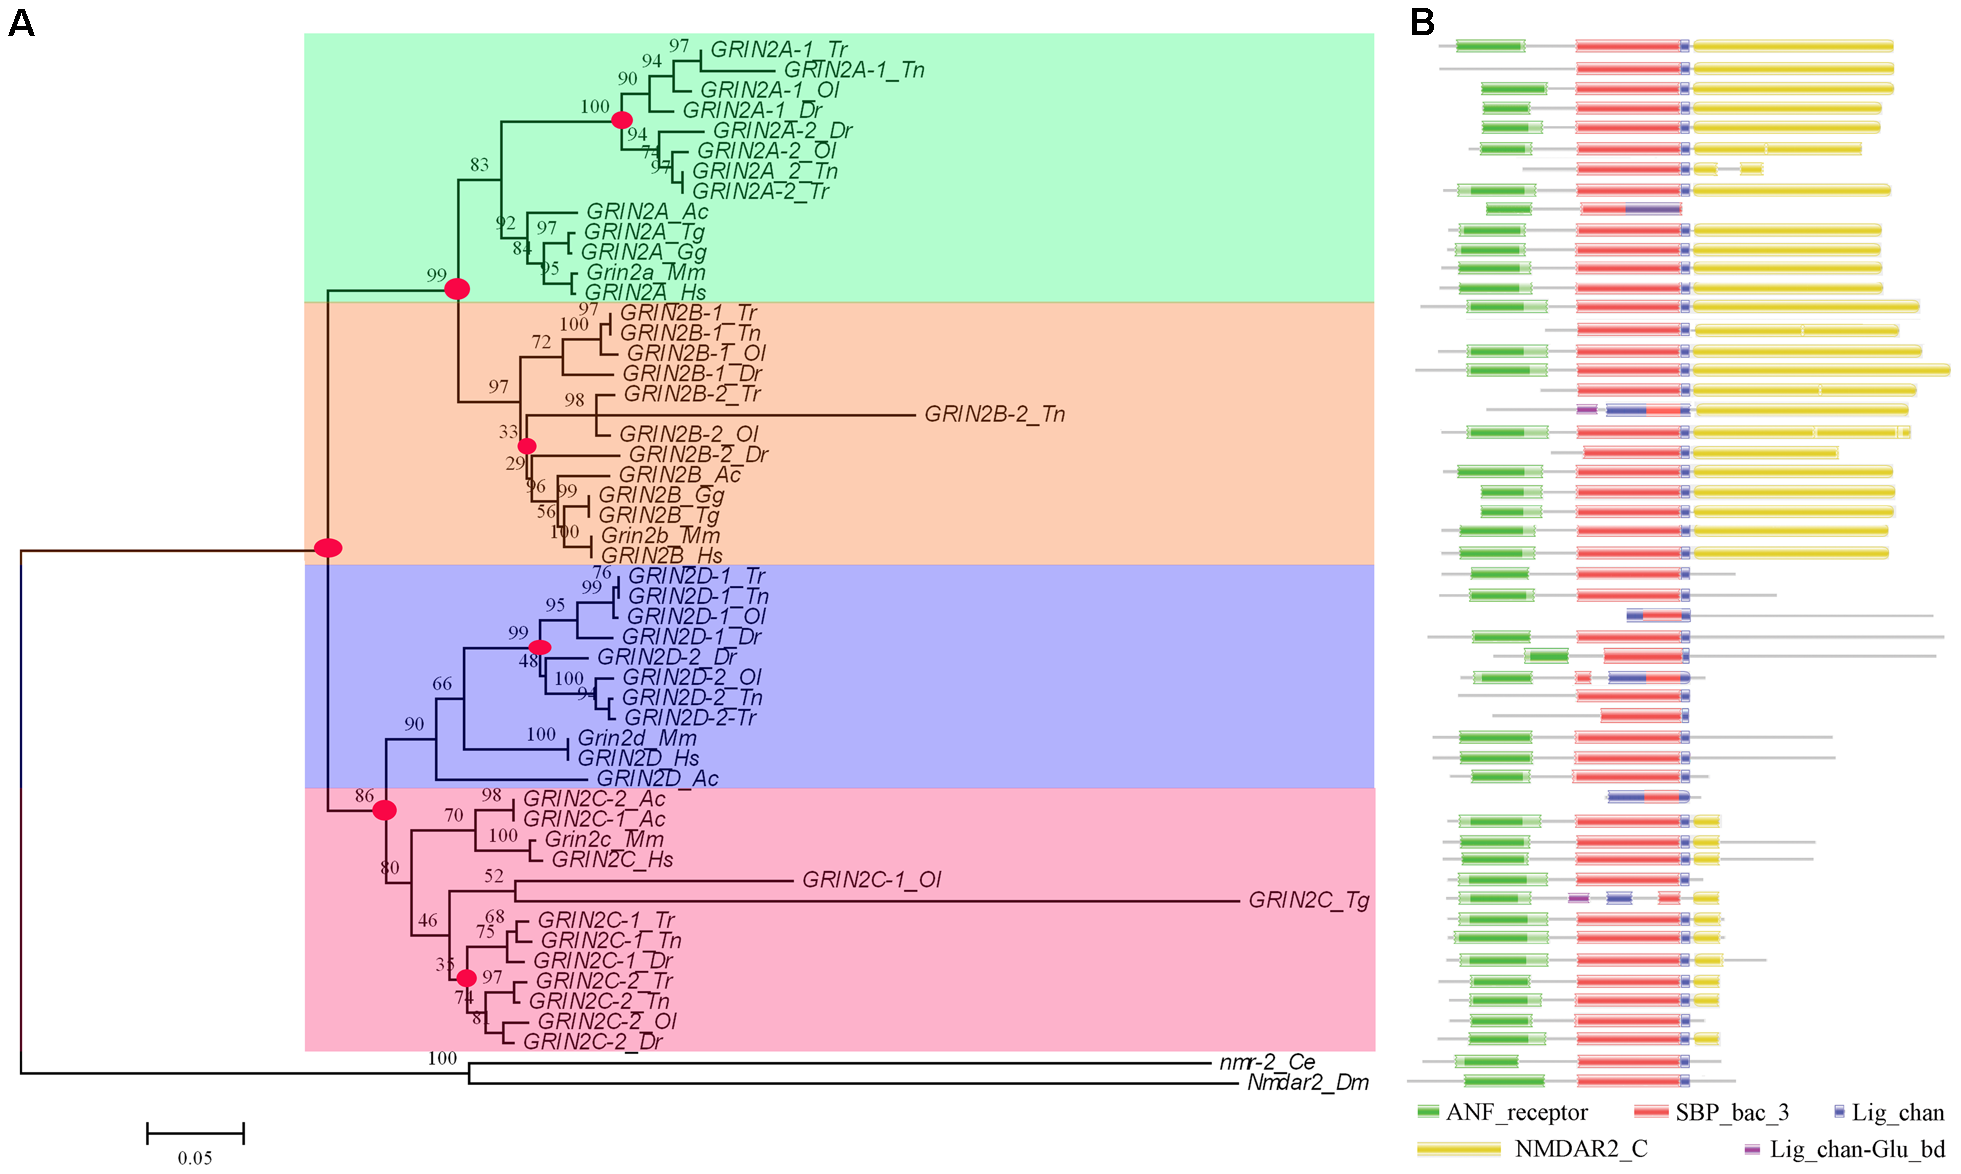 A
B
97
GRIN2A-1_Tr
94
GRIN2A-1_Tn
90
GRIN2A-1_Ol
100
GRIN2A-1_Dr
94
GRIN2A-2_Dr
74
GRIN2A-2_Ol
97
GRIN2A_2_Tn
GRIN2A-2_Tr
83
GRIN2A_Ac
92
97
GRIN2A_Tg
84
GRIN2A_Gg
95
Grin2a_Mm
99
GRIN2A_Hs
97
GRIN2B-1_Tr
100
GRIN2B-1_Tn
72
GRIN2B-1_Ol
GRIN2B-1_Dr
97
98
GRIN2B-2_Tr
GRIN2B-2_Tn
33
GRIN2B-2_Ol
29
GRIN2B-2_Dr
GRIN2B_Ac
96
99
GRIN2B_Gg
56
GRIN2B_Tg
100
Grin2b_Mm
GRIN2B_Hs
76
GRIN2D-1_Tr
99
GRIN2D-1_Tn
95
GRIN2D-1_Ol
99
GRIN2D-1_Dr
48
GRIN2D-2_Dr
66
100
GRIN2D-2_Ol
94
GRIN2D-2_Tn
GRIN2D-2-Tr
90
100
Grin2d_Mm
GRIN2D_Hs
GRIN2D_Ac
86
98
GRIN2C-2_Ac
70
GRIN2C-1_Ac
100
Grin2c_Mm
GRIN2C_Hs
80
52
GRIN2C-1_Ol
GRIN2C_Tg
46
68
GRIN2C-1_Tr
75
GRIN2C-1_Tn
35
GRIN2C-1_Dr
97
GRIN2C-2_Tr
74
GRIN2C-2_Tn
81
GRIN2C-2_Ol
GRIN2C-2_Dr
100
nmr-2_Ce
Nmdar2_Dm
0.05
ANF_receptor
SBP_bac_3
Lig_chan
NMDAR2_C
Lig_chan-Glu_bd